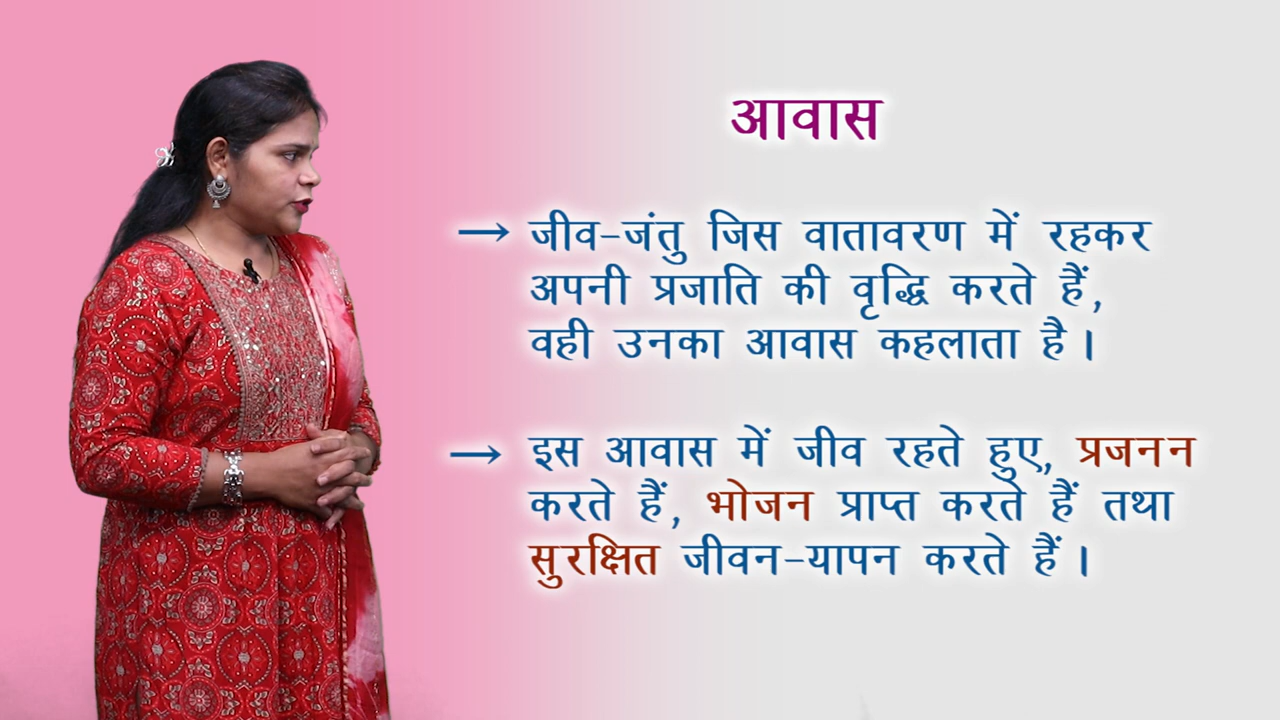 आवास
→ जीव-जंतु जिस वातावरण में रहकर
अपनी प्रजाति की वृद्धि करते हैं,
वही उनका आवास कहलाता है।
→ इस आवास में जीव रहते हुए, प्रजनन
करते हैं, भोजन प्राप्त करते हैं तथा
सुरक्षित जीवन-यापन करते हैं।